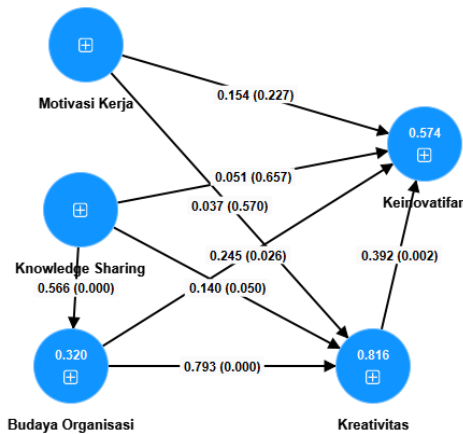 Motivasi Kerja
0.154 (0.227)
0.574
Keinovatifan
0.051 (0.657)
0.037 (0.570)
Knowledge Sharing
0.566 (0.000)
0.245 (0.026)
0.392 (0.002)
0.140 (0.050)
0.320
0.793 (0.000)
0.816
Budaya Organisasi
Kreativitas